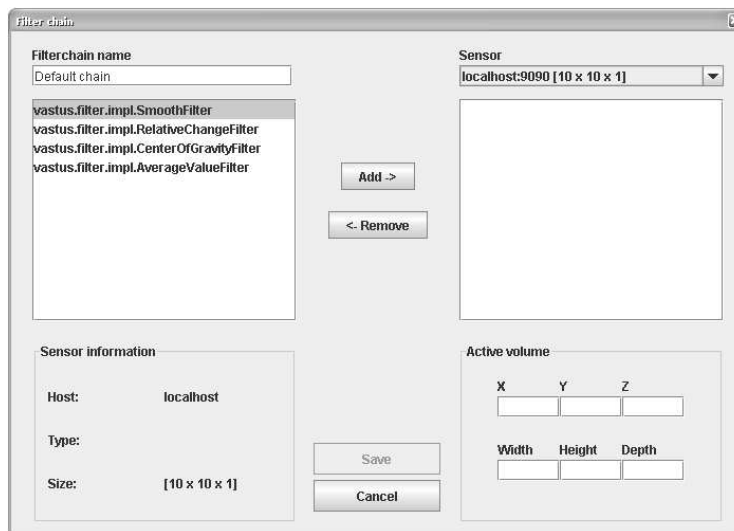 Filter chain
Filterchain name
Default chain
Sensor
localhost:9090 [10 x 10 x 1]
vastus.filter.impl.SmoothFilter
vastus.filter.impl.RelativeChangeFilter
vastus.filter.impl.CenterOfGravityFilter
vastus.filter.impl.AverageValueFilter
Add ->
<- Remove
Sensor information
Host: localhost
Type:
Size: [10 x 10 x 1]
Save
Cancel
Active volume
X Y Z
Width Height Depth